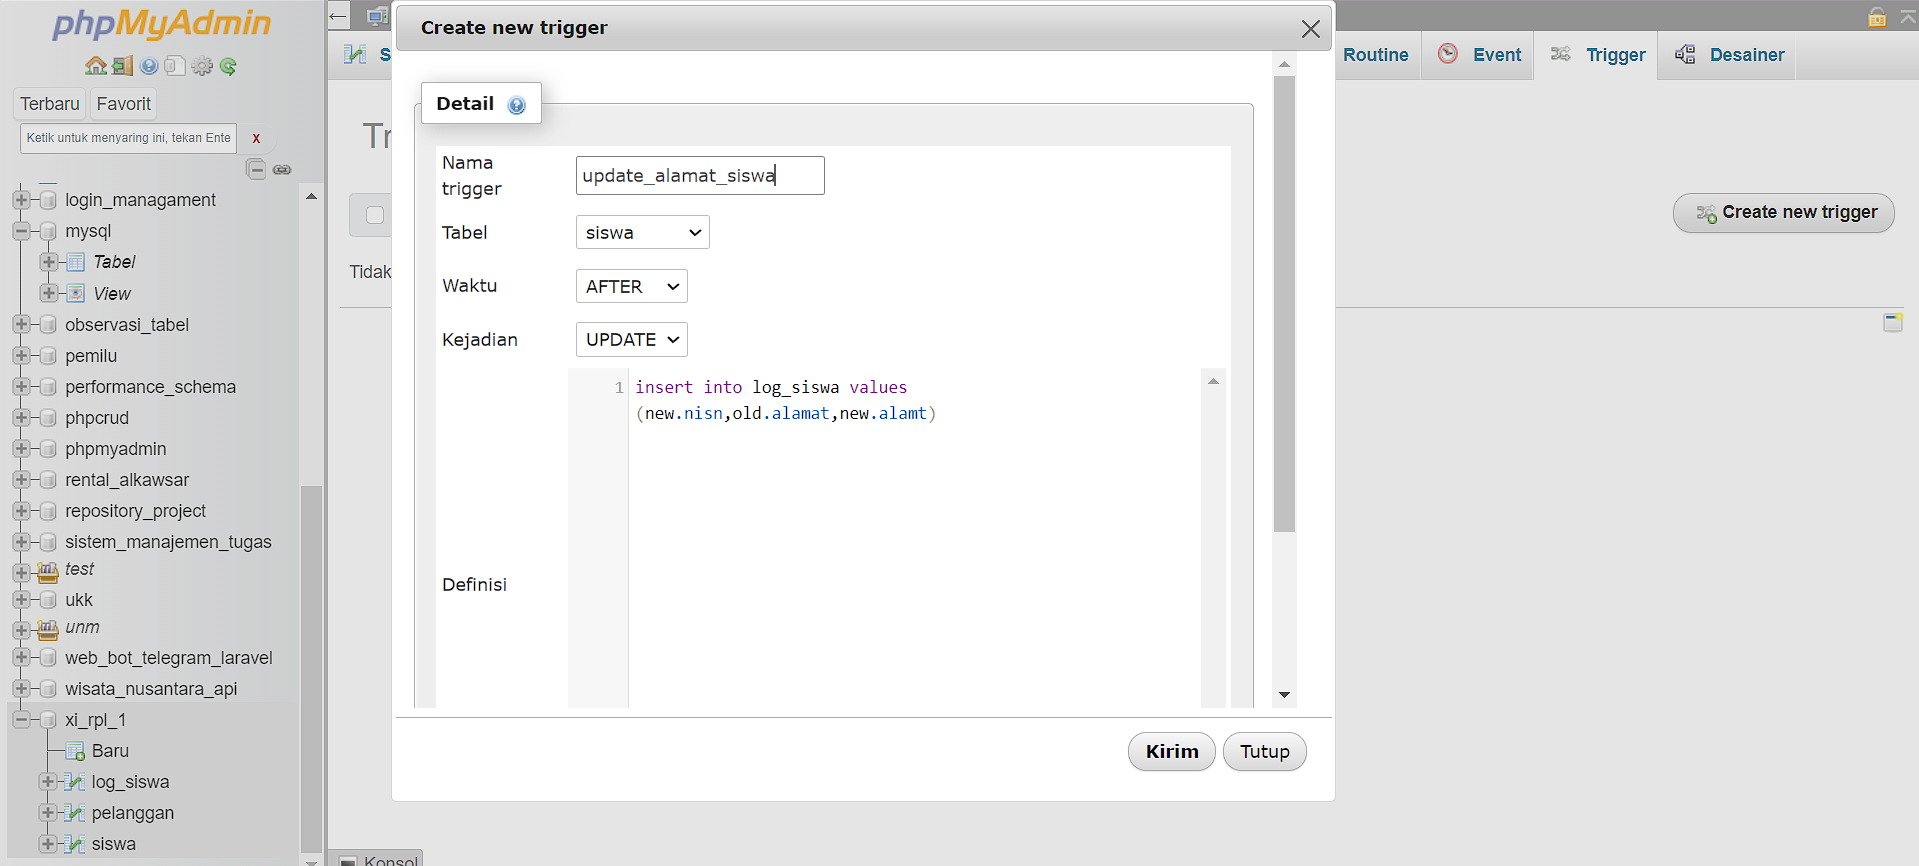 phpMyAdmin
Terbaru
Favorit
Ketik untuk menyaring ini, tekan Ente
X
login_managament
mysql
Tabel
View
observasi_tabel
pemilu
performance_schema
phpcrud
phpmyadmin
rental_alkawsar
repository_project
sistem_manajemen_tugas
test
ukk
unm
web_bot_telegram_laravel
wisata_nusantara_api
xi_rpl_1
Baru
log_siswa
pelanggan
siswa
S
Routine
Event
Trigger
Desainer
Tr
Create new trigger
Tidak
Konsol
Create new trigger
Detail
Nama
trigger
update_alamat_siswa
Tabel
siswa
Waktu
AFTER
Kejadian
UPDATE
Definisi
1
insert into log_siswa values
(new.nisn,old.alamat,new.alamt)
Kirim
Tutup